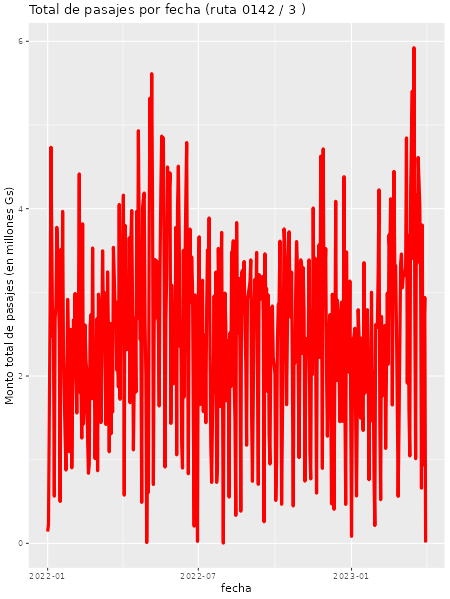 Total de pasajes por fecha (ruta 0142 / 3 )
Monto total de pasajes (en millones Gs)
6
4
2
0
2022-01
2022-07
2023-01
fecha